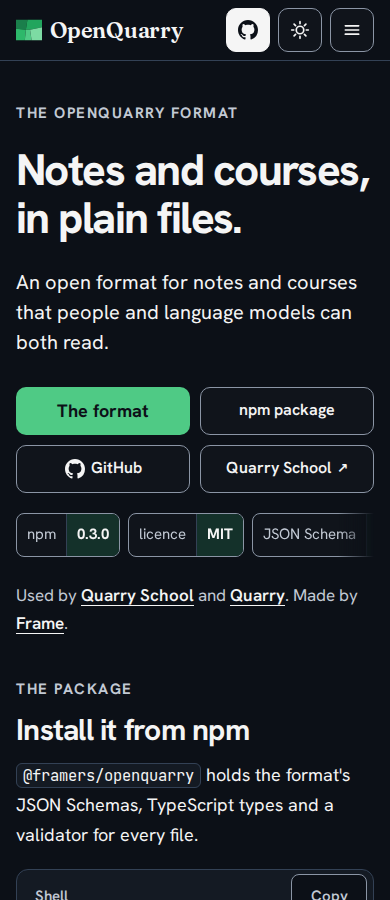 OpenQuarry
THE OPENQUARRY FORMAT
Notes and courses,
in plain files.
An open format for notes and courses
that people and language models can
both read.
The format
npm package
GitHub
Quarry School ↗
npm 0.3.0
licence MIT
JSON Schema
Used by Quarry School and Quarry. Made by
Frame.
THE PACKAGE
Install it from npm
@framers/openquarry holds the format's
JSON Schemas, TypeScript types and a
validator for every file.
Shell
Copy